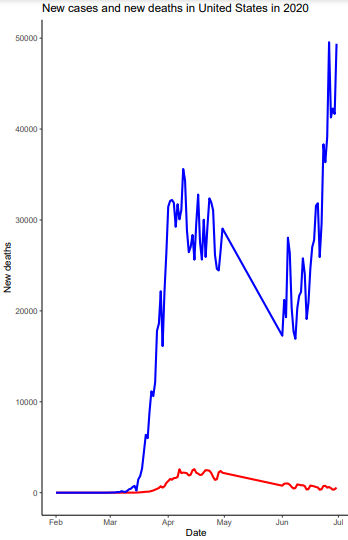 New cases and new deaths in United States in 2020
50000
40000
30000
20000
10000
0
New deaths
Feb Mar Apr May Jun Jul
Date